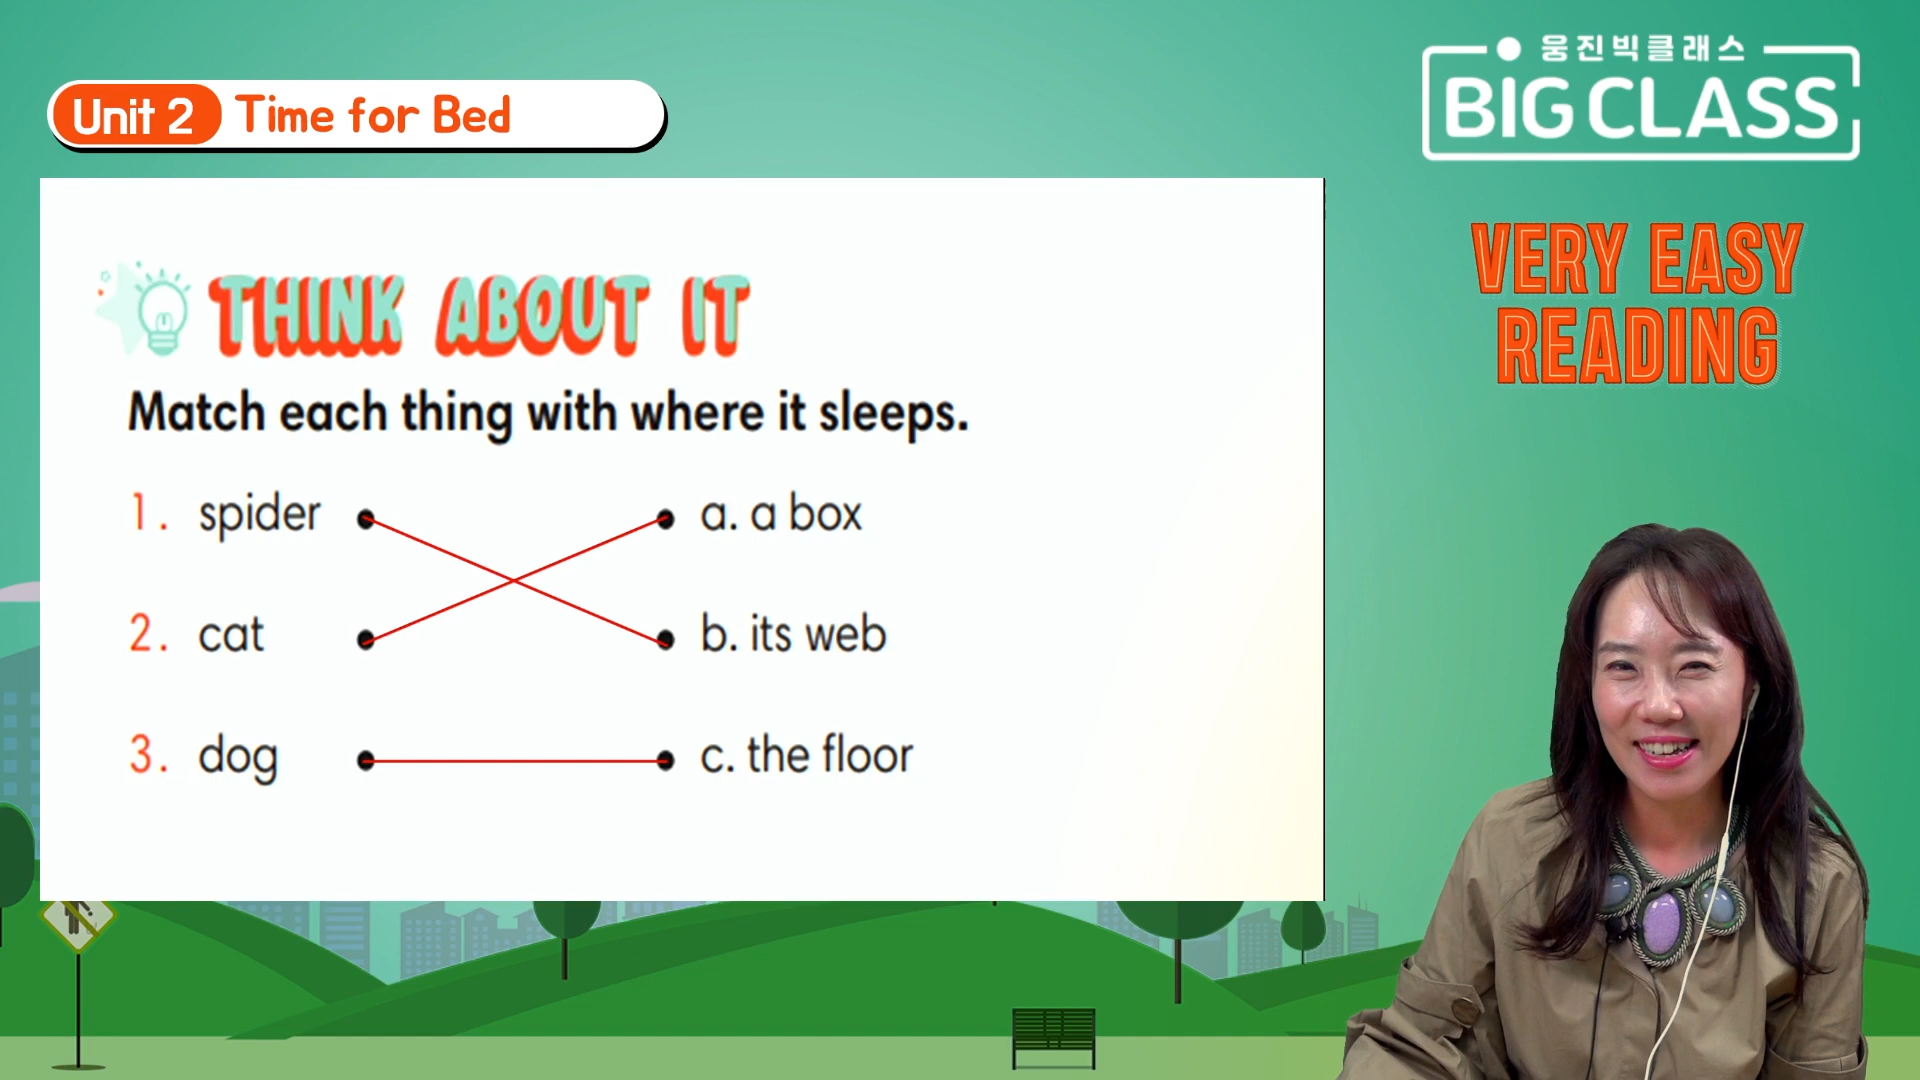 Unit 2 Time for Bed
웅진빅클래스
BIG CLASS
VERY EASY
READING
THINK ABOUT IT
Match each thing with where it sleeps.
1. spider a. a box
2. cat b. its web
3. dog c. the floor